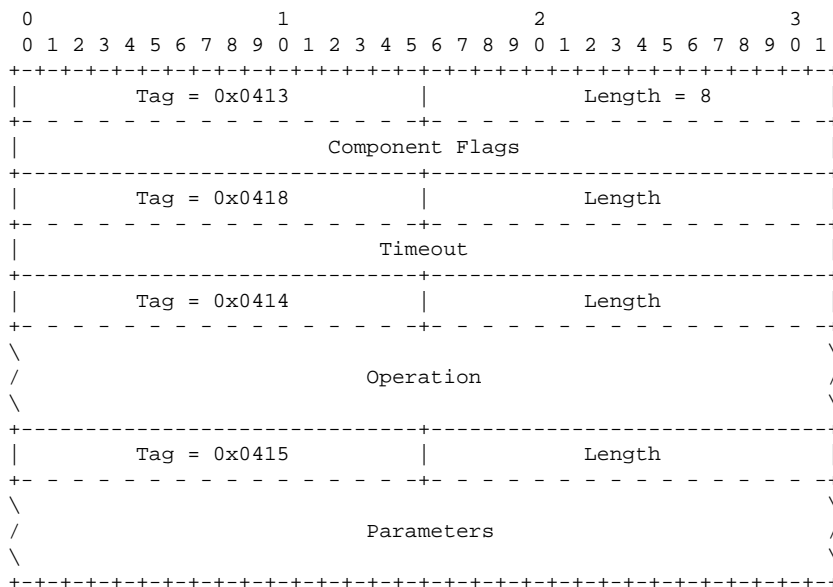 0                   1                   2                   3
 0 1 2 3 4 5 6 7 8 9 0 1 2 3 4 5 6 7 8 9 0 1 2 3 4 5 6 7 8 9 0 1
+-+-+-+-+-+-+-+-+-+-+-+-+-+-+-+-+-+-+-+-+-+-+-+-+-+-+-+-+-+-+-+-+
|         Tag = 0x0413          |            Length = 8         |
+- - - - - - - - - - - - - - - -+- - - - - - - - - - - - - - - -+
|                        Component Flags                        |
+-------------------------------+-------------------------------+
|         Tag = 0x0418          |            Length             |
+- - - - - - - - - - - - - - - -+- - - - - - - - - - - - - - - -+
|                            Timeout                            |
+-------------------------------+-------------------------------+
|         Tag = 0x0414          |            Length             |
+- - - - - - - - - - - - - - - -+- - - - - - - - - - - - - - - -+
\                                                               \
/                           Operation                           /
\                                                               \
+-------------------------------+-------------------------------+
|         Tag = 0x0415          |            Length             |
+- - - - - - - - - - - - - - - -+- - - - - - - - - - - - - - - -+
\                                                               \
/                           Parameters                          /
\                                                               \
+-+-+-+-+-+-+-+-+-+-+-+-+-+-+-+-+-+-+-+-+-+-+-+-+-+-+-+-+-+-+-+-+